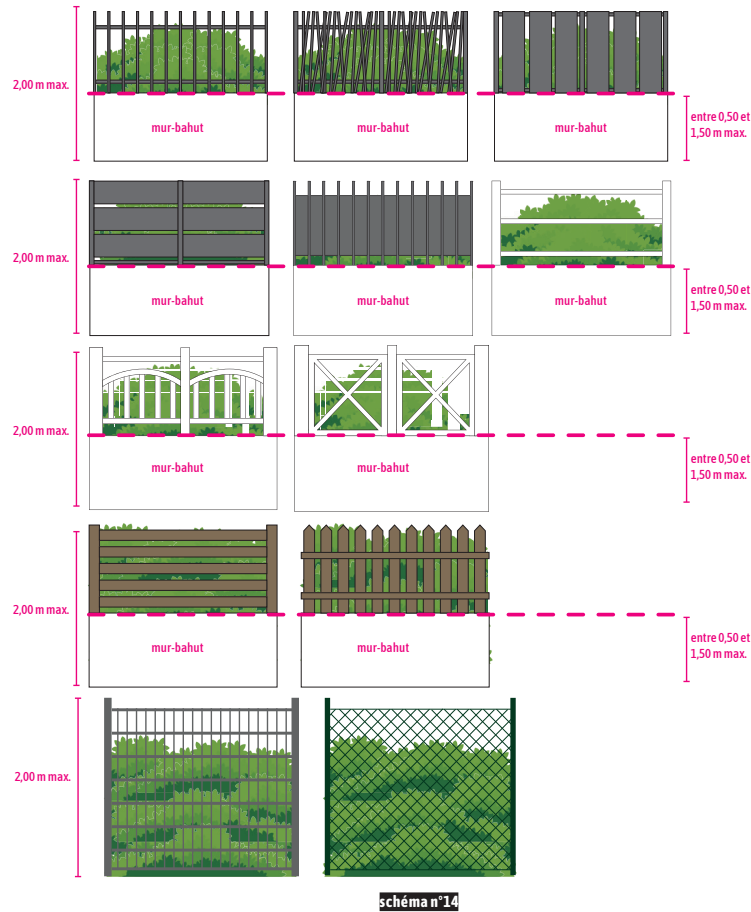 2,00 m max.
mur-bahut
mur-bahut
mur-bahut
entre 0,50 et
1,50 m max.
2,00 m max.
mur-bahut
mur-bahut
mur-bahut
entre 0,50 et
1,50 m max.
2,00 m max.
mur-bahut
mur-bahut
entre 0,50 et
1,50 m max.
2,00 m max.
mur-bahut
mur-bahut
entre 0,50 et
1,50 m max.
2,00 m max.
schéma n°14